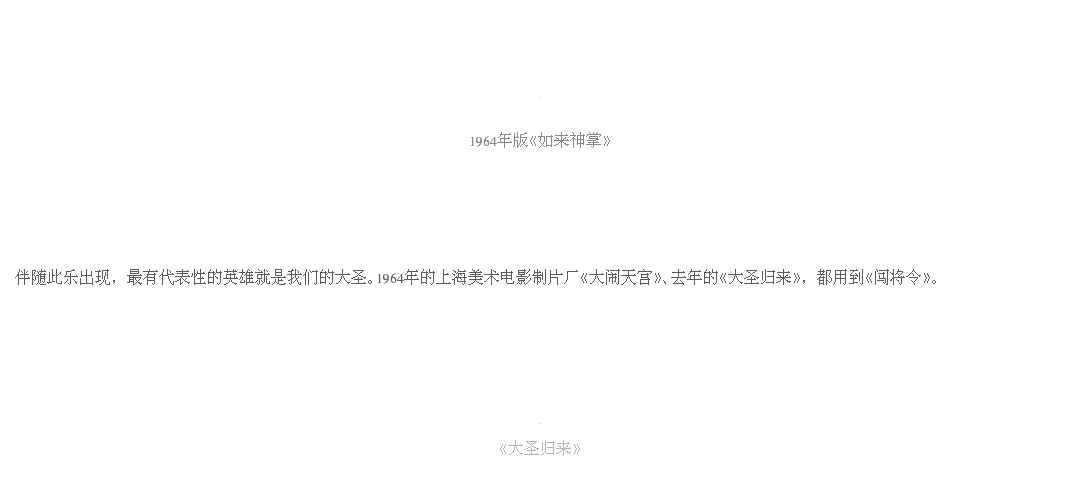 1964年版《如来神掌》
伴随此乐出现，最有代表性的英雄就是我们的大圣。1964年的上海美术电影制片厂《大闹天宫》、去年的《大圣归来》，都用到《闯将令》。
《大圣归来》